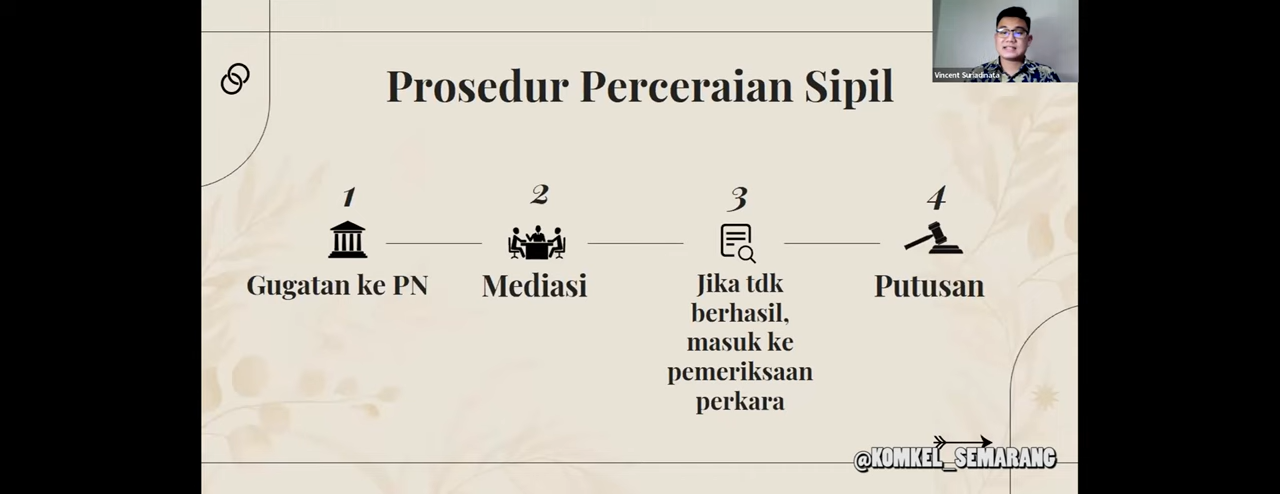 Vincent Suriadinata
Prosedur Perceraian Sipil
1
Gugatan ke PN
2
Mediasi
3
Jika tdk
berhasil,
masuk ke
pemeriksaan
perkara
4
Putusan
@KOMKEL_SEMARANG